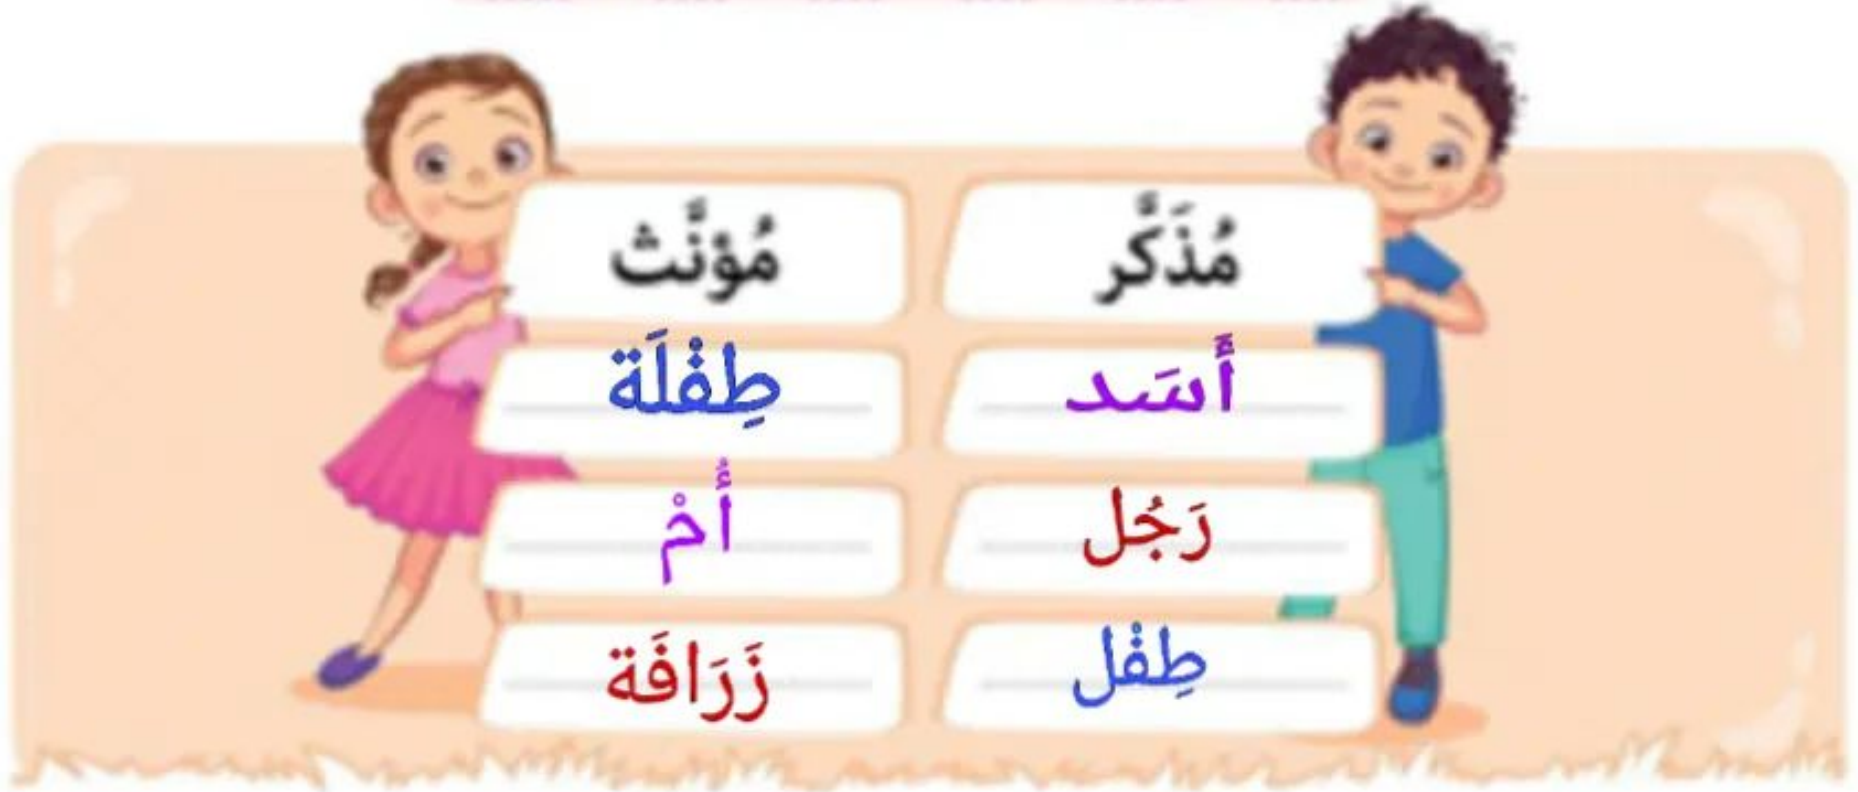 مُذَكَّر مُؤَنَّث
أَسَد طِفْلَة
رَجُل أُمْ
طِفْل زَرَافَة